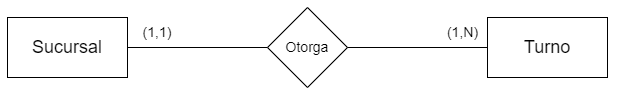 Sucursal
(1,1)
Otorga
(1,N)
Turno